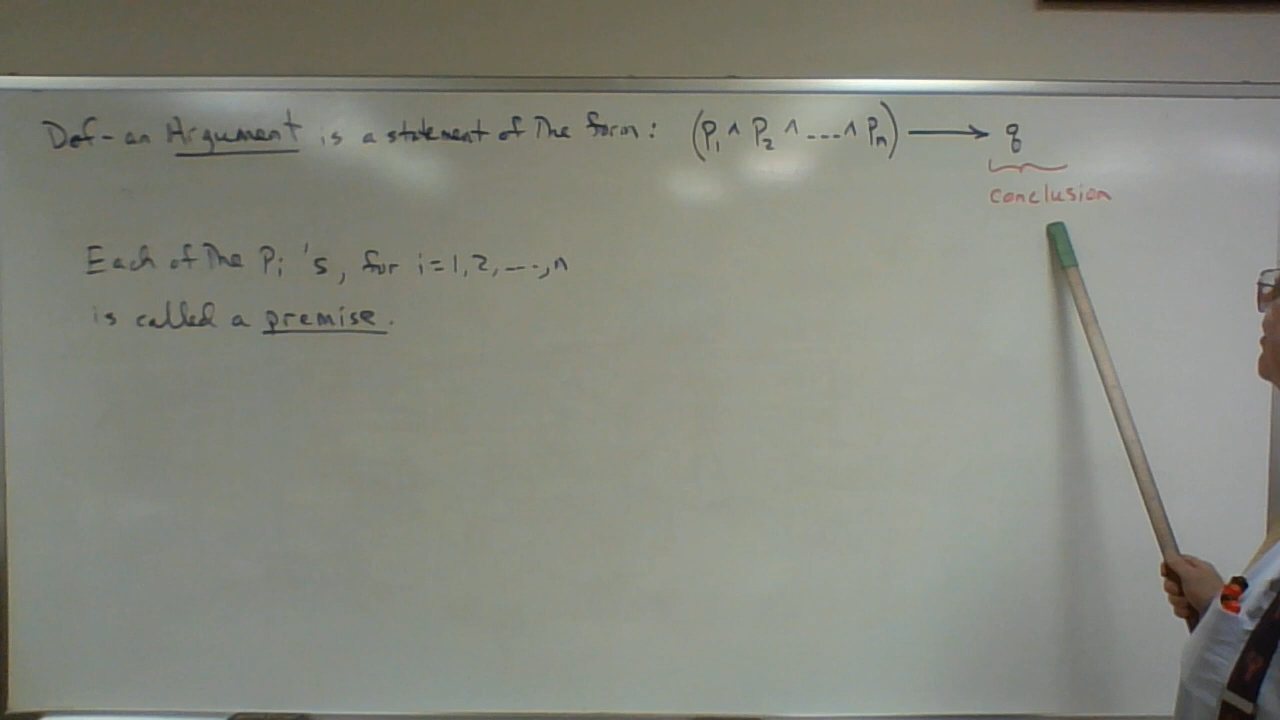 Def - an Argument is a statement of The form: (P₁ ∧ P₂ ∧ .... ∧ Pₙ) ⟶ q
conclusion
Each of The Pᵢ 's, for i=1,2,...,n
is called a premise.